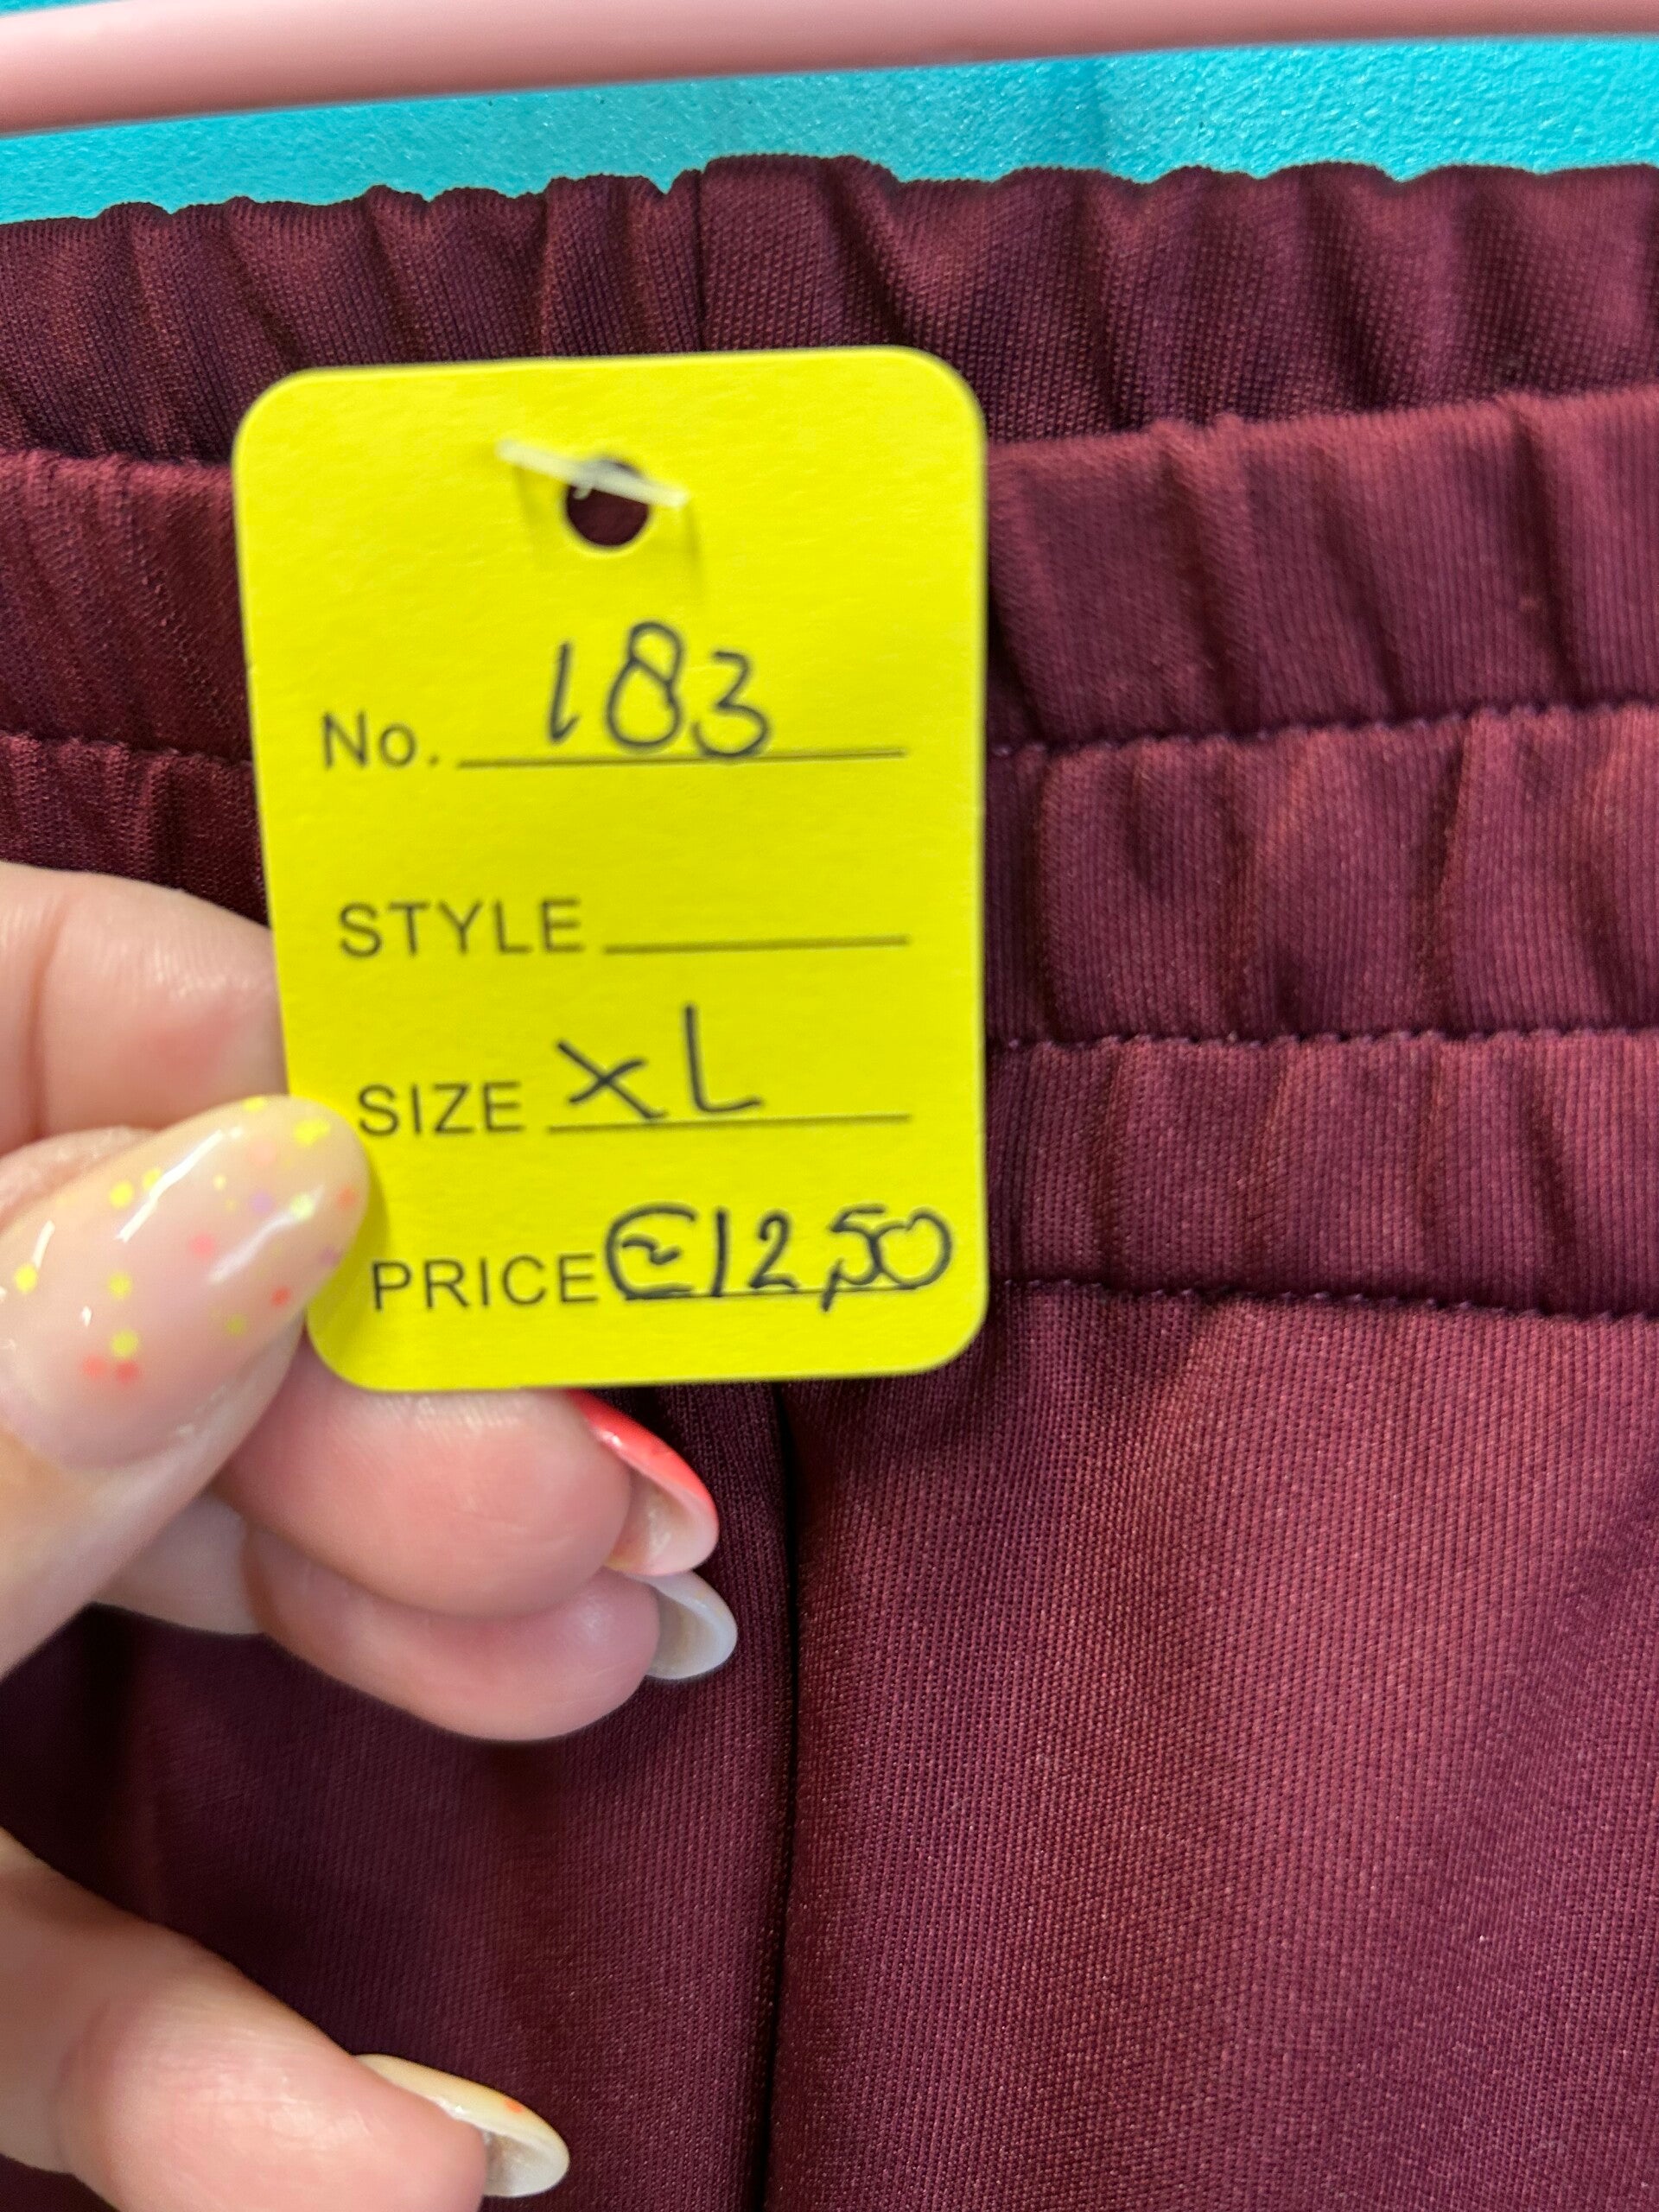 No. 183
STYLE
SIZE XL
PRICE €12,50